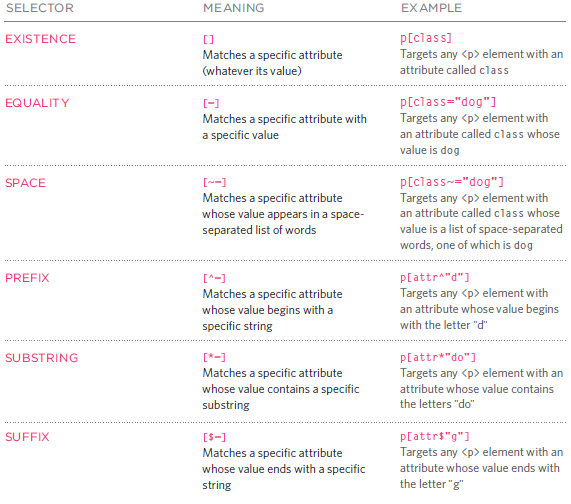 SELECTOR MEANING EXAMPLE
EXISTENCE [] p[class]
Matches a specific attribute Targets any <p> element with an
(whatever its value) attribute called class
EQUALITY [=] p[class="dog"]
Matches a specific attribute with Targets any <p> element with
a specific value an attribute called class whose
value is dog
SPACE [~=] p[class~="dog"]
Matches a specific attribute Targets any <p> element with
whose value appears in a space- an attribute called class whose
separated list of words value is a list of space-separated
words, one of which is dog
PREFIX [^=] p[attr^"d"]
Matches a specific attribute Targets any <p> element with
whose value begins with a an attribute whose value begins
specific string with the letter "d"
SUBSTRING [*=] p[attr*"do"]
Matches a specific attribute Targets any <p> element with an
whose value contains a specific attribute whose value contains
substring the letters "do"
SUFFIX [$=] p[attr$"g"]
Matches a specific attribute Targets any <p> element with an
whose value ends with a specific attribute whose value ends with
string the letter "g"